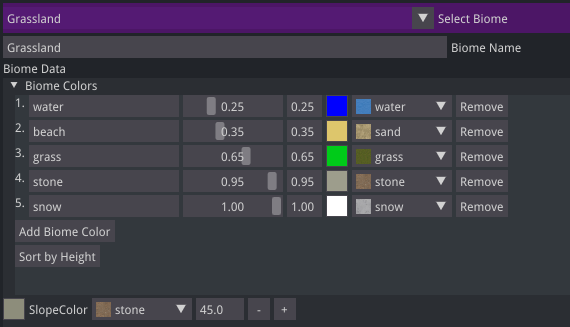 Grassland Select Biome
Grassland Biome Name
Biome Data
Biome Colors
1. water 0.25 0.25 water Remove
2. beach 0.35 0.35 sand Remove
3. grass 0.65 0.65 grass Remove
4. stone 0.95 0.95 stone Remove
5. snow 1.00 1.00 snow Remove
Add Biome Color
Sort by Height
SlopeColor stone 45.0 - +